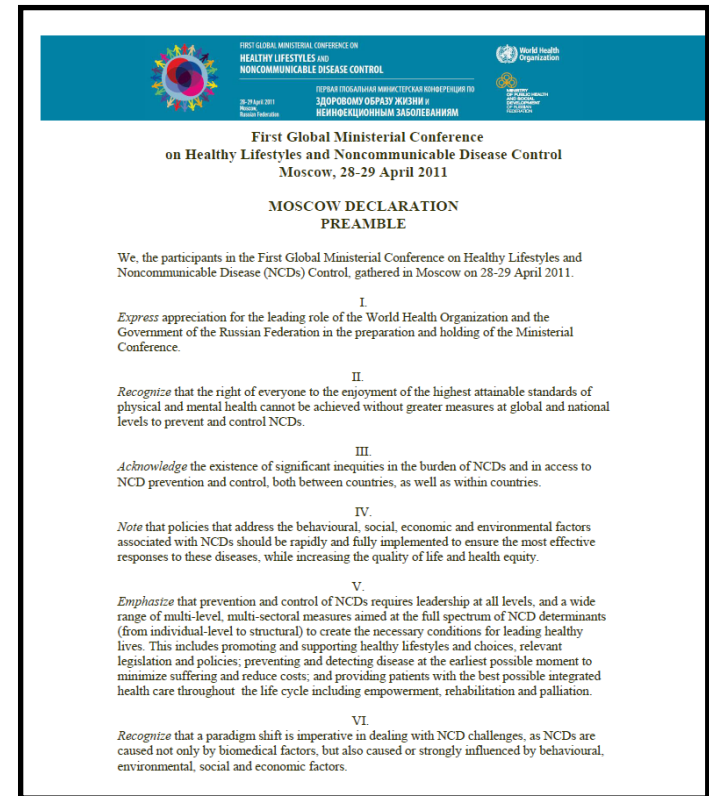 FIRST GLOBAL MINISTERIAL CONFERENCE ON
HEALTHY LIFESTYLES AND
NONCOMMUNICABLE DISEASE CONTROL
World Health
Organization
28-29 April 2011
Moscow,
Russian Federation
ПЕРВАЯ ГЛОБАЛЬНАЯ МИНИСТЕРСКАЯ КОНФЕРЕНЦИЯ ПО
ЗДОРОВОМУ ОБРАЗУ ЖИЗНИ И
НЕИНФЕКЦИОННЫМ ЗАБОЛЕВАНИЯМ
MINISTRY
OF PUBLIC HEALTH
AND SOCIAL
DEVELOPMENT
OF RUSSIAN
FEDERATION
First Global Ministerial Conference
on Healthy Lifestyles and Noncommunicable Disease Control
Moscow, 28-29 April 2011
MOSCOW DECLARATION
PREAMBLE
We, the participants in the First Global Ministerial Conference on Healthy Lifestyles and
Noncommunicable Disease (NCDs) Control, gathered in Moscow on 28-29 April 2011.
I.
Express appreciation for the leading role of the World Health Organization and the
Government of the Russian Federation in the preparation and holding of the Ministerial
Conference.
II.
Recognize that the right of everyone to the enjoyment of the highest attainable standards of
physical and mental health cannot be achieved without greater measures at global and national
levels to prevent and control NCDs.
III.
Acknowledge the existence of significant inequities in the burden of NCDs and in access to
NCD prevention and control, both between countries, as well as within countries.
IV.
Note that policies that address the behavioural, social, economic and environmental factors
associated with NCDs should be rapidly and fully implemented to ensure the most effective
responses to these diseases, while increasing the quality of life and health equity.
V.
Emphasize that prevention and control of NCDs requires leadership at all levels, and a wide
range of multi-level, multi-sectoral measures aimed at the full spectrum of NCD determinants
(from individual-level to structural) to create the necessary conditions for leading healthy
lives. This includes promoting and supporting healthy lifestyles and choices, relevant
legislation and policies; preventing and detecting disease at the earliest possible moment to
minimize suffering and reduce costs; and providing patients with the best possible integrated
health care throughout the life cycle including empowerment, rehabilitation and palliation.
VI.
Recognize that a paradigm shift is imperative in dealing with NCD challenges, as NCDs are
caused not only by biomedical factors, but also caused or strongly influenced by behavioural,
environmental, social and economic factors.